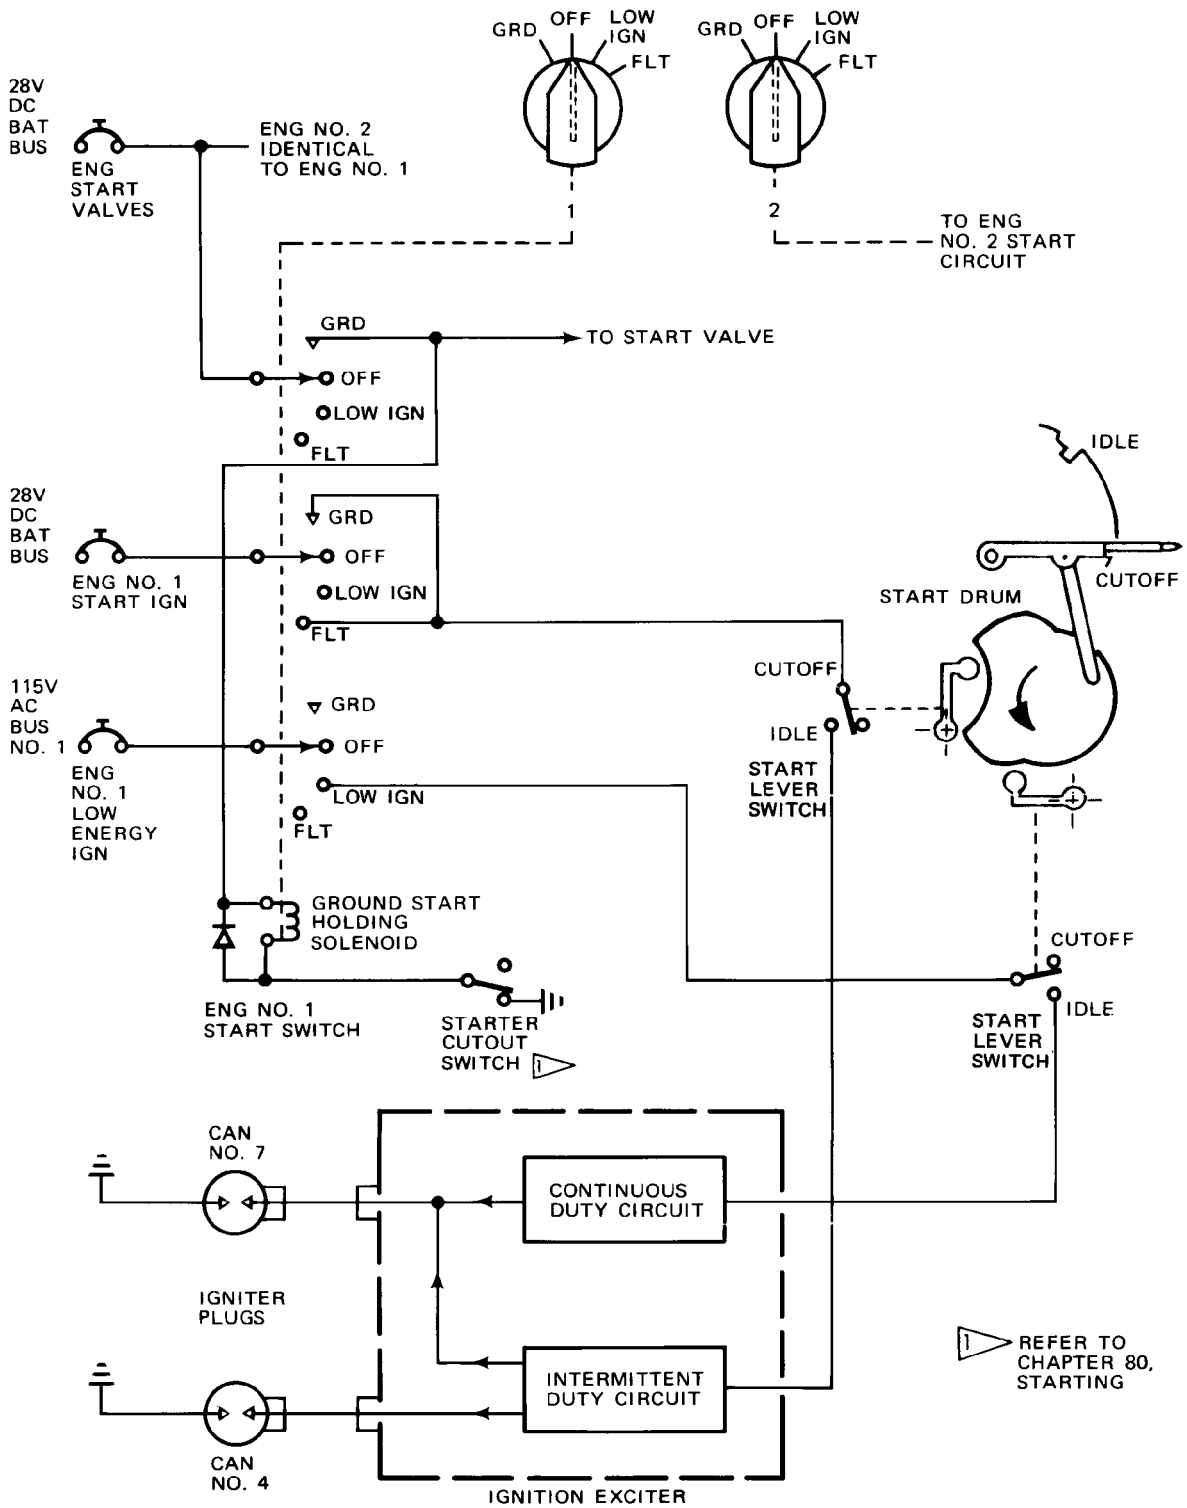 GRD
OFF
LOW
IGN
FLT
GRD
OFF
LOW
IGN
FLT
28V
DC
BAT
BUS
ENG
START
VALVES
ENG NO. 2
IDENTICAL
TO ENG NO. 1
1
2
TO ENG
NO. 2 START
CIRCUIT
GRD
TO START VALVE
OFF
LOW IGN
FLT
IDLE
28V
DC
BAT
BUS
ENG NO. 1
START IGN
GRD
OFF
LOW IGN
FLT
CUTOFF
START DRUM
CUTOFF
IDLE
START
LEVER
SWITCH
115V
AC
BUS
NO. 1
ENG
NO. 1
LOW
ENERGY
IGN
GRD
OFF
LOW IGN
FLT
GROUND START
HOLDING
SOLENOID
ENG NO. 1
START SWITCH
STARTER
CUTOUT
SWITCH 1
CUTOFF
IDLE
START
LEVER
SWITCH
CAN
NO. 7
CONTINUOUS
DUTY CIRCUIT
IGNITER
PLUGS
INTERMITTENT
DUTY CIRCUIT
CAN
NO. 4
IGNITION EXCITER
1 REFER TO
CHAPTER 80,
STARTING